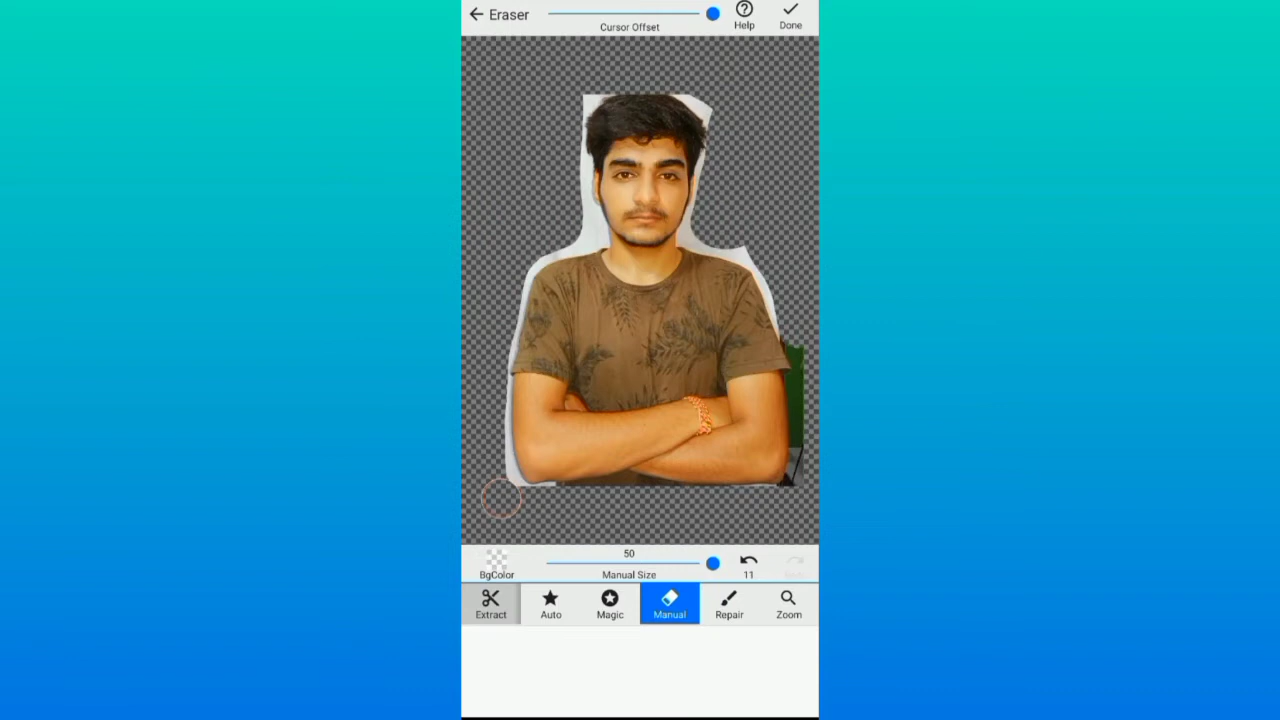 Eraser
Help
Done
Cursor Offset
50
BgColor
Manual Size
11
Extract
Auto
Magic
Manual
Repair
Zoom